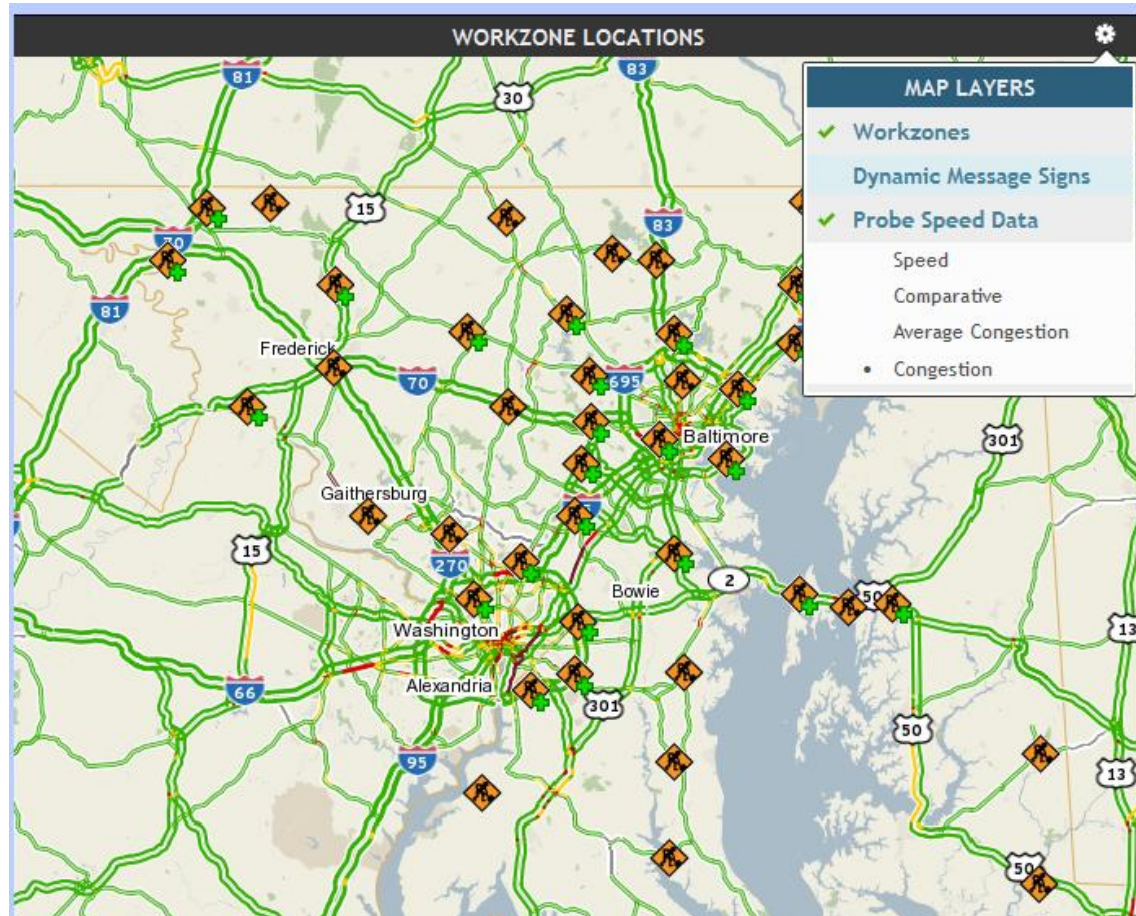 WORKZONE LOCATIONS
MAP LAYERS
Workzones
Dynamic Message Signs
Probe Speed Data
Speed
Comparative
Average Congestion
Congestion
81
83
30
15
83
70
81
Frederick
70
695
Baltimore
301
Gaithersburg
15
270
2
Bowie
50
Washington
13
Alexandria
66
301
50
95
13
50